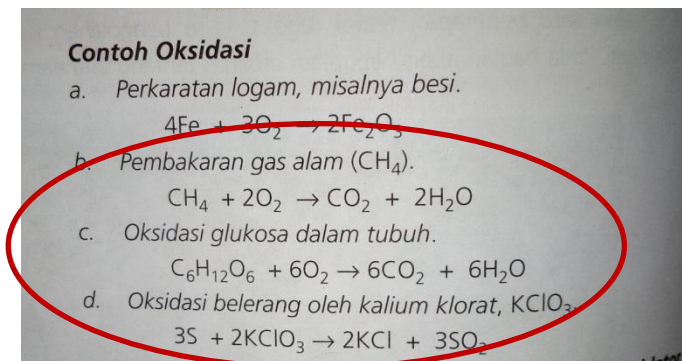 Contoh Oksidasi
a. Perkaratan logam, misalnya besi.
4Fe + 3O₂ → 2Fe₂O₃
b. Pembakaran gas alam (CH₄).
CH₄ + 2O₂ → CO₂ + 2H₂O
c. Oksidasi glukosa dalam tubuh.
C₆H₁₂O₆ + 6O₂ → 6CO₂ + 6H₂O
d. Oksidasi belerang oleh kalium klorat, KClO₃.
3S + 2KClO₃ → 2KCl + 3SO₂